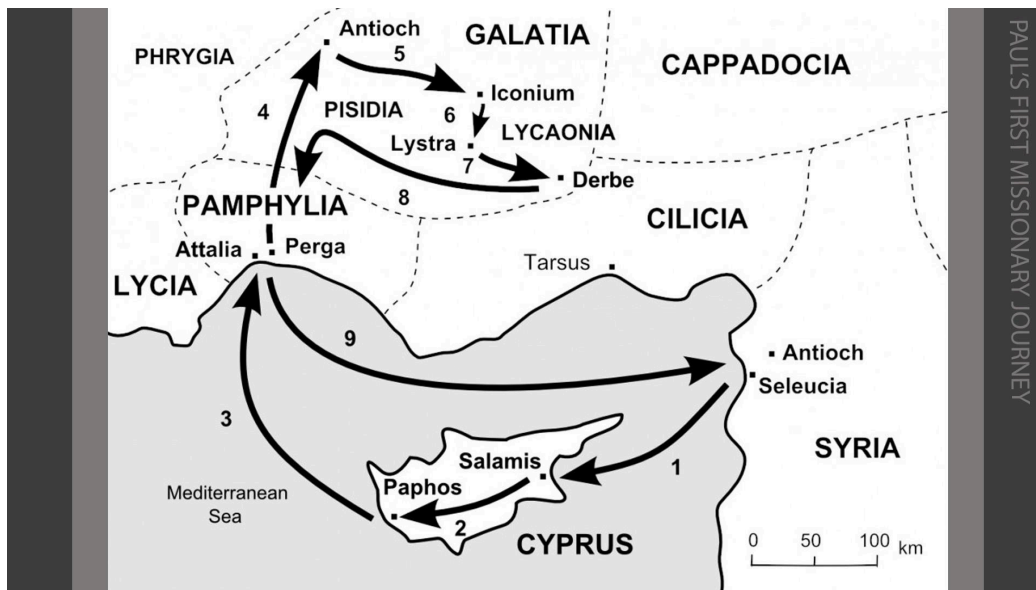 Antioch
GALATIA
PHRYGIA
5
CAPPADOCIA
4
PISIDIA
6
Iconium
Lystra
LYCAONIA
7
Derbe
8
PAMPHYLIA
CILICIA
Attalia
Perga
Tarsus
LYCIA
9
Antioch
Seleucia
3
1
SYRIA
Salamis
Paphos
Mediterranean
Sea
2
CYPRUS
0 50 100 km
PAUL'S FIRST MISSIONARY JOURNEY